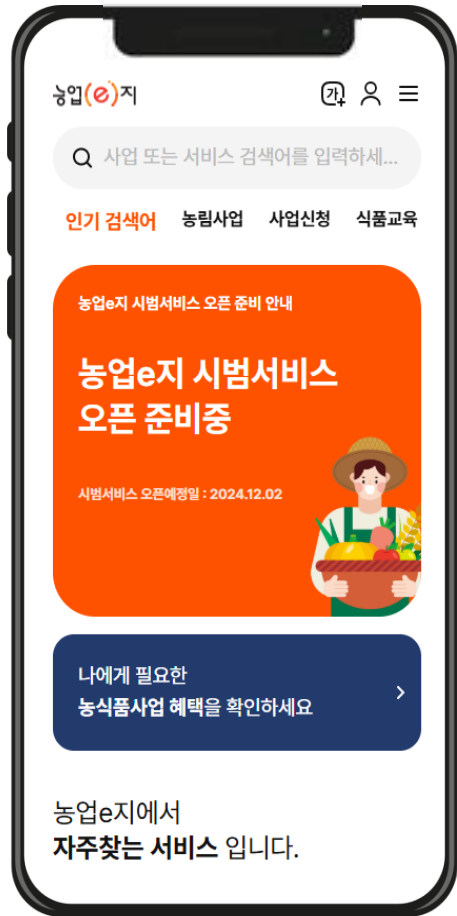 농업(e)지
가
사업 또는 서비스 검색어를 입력하세...
인기 검색어 농림사업 사업신청 식품교육
농업e지 시범서비스 오픈 준비 안내
농업e지 시범서비스
오픈 준비중
시범서비스 오픈예정일 : 2024.12.02
나에게 필요한
농식품사업 혜택을 확인하세요
농업e지에서
자주찾는 서비스 입니다.